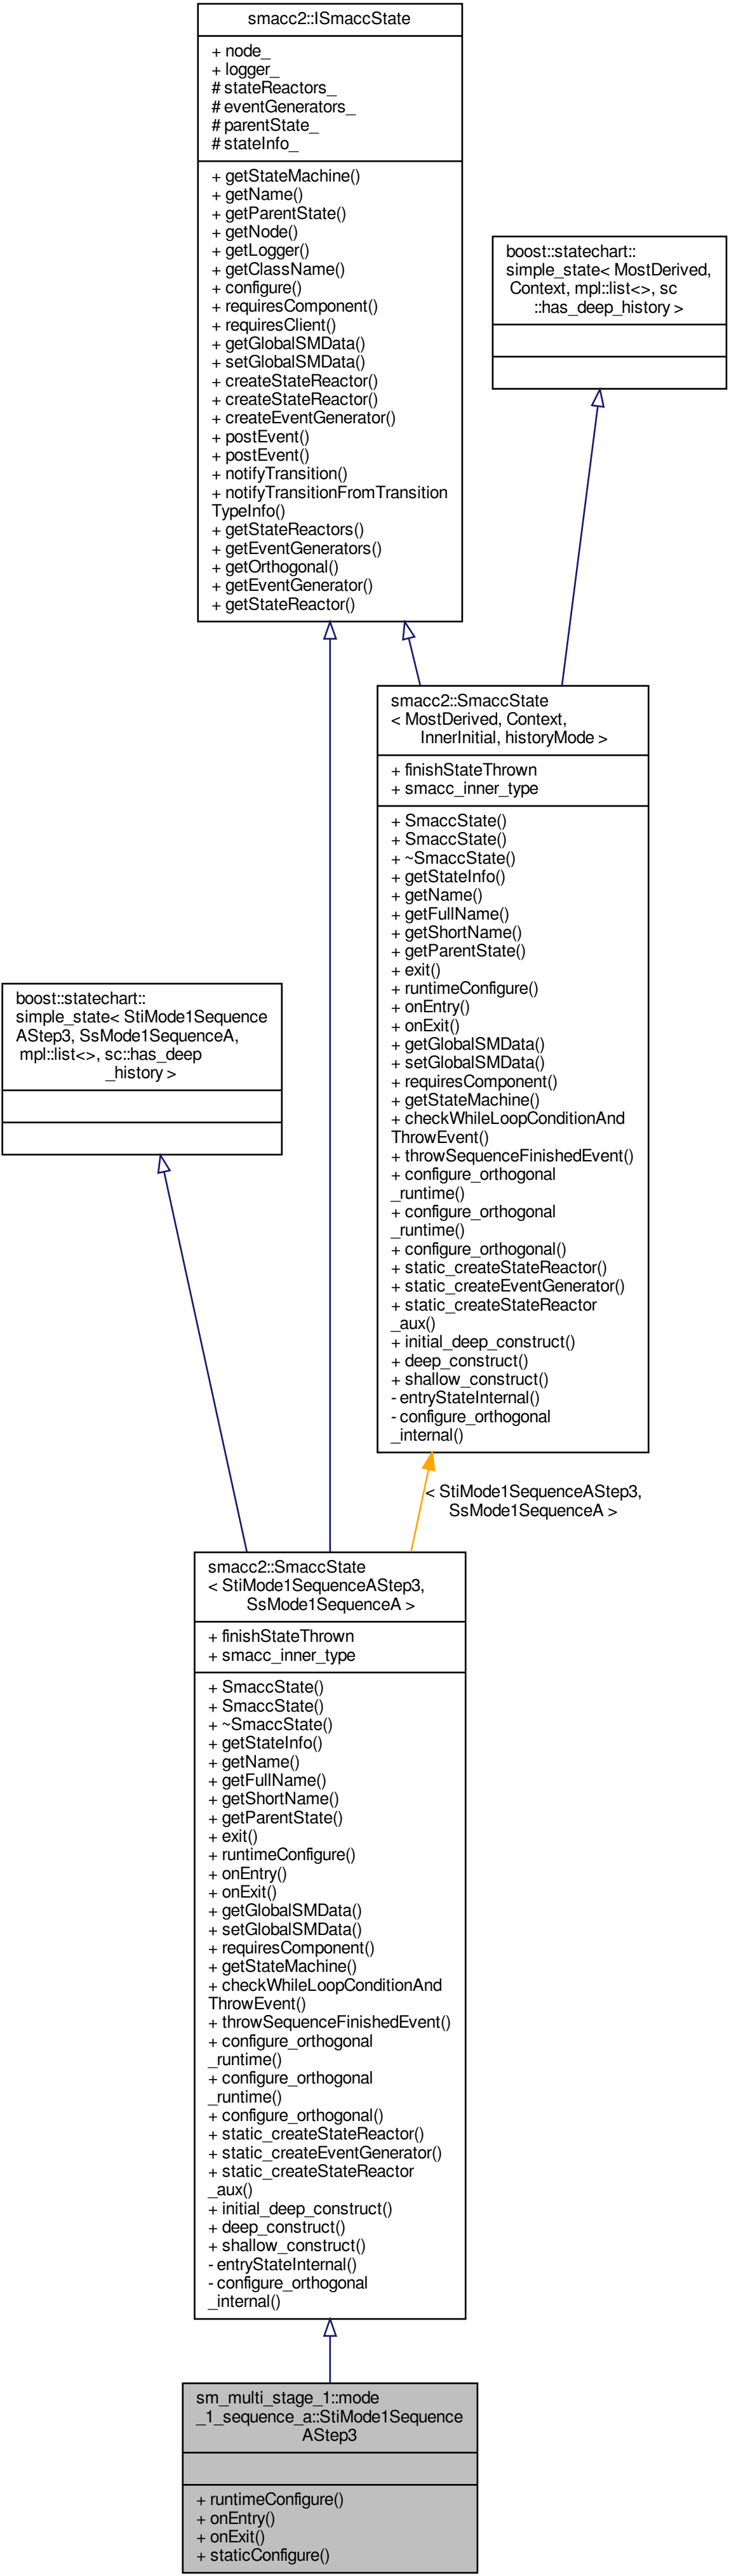 smacc2::ISmaccState
+ node_
+ logger_
# stateReactors_
# eventGenerators_
# parentState_
# stateInfo_
+ getStateMachine()
+ getName()
+ getParentState()
+ getNode()
+ getLogger()
+ getClassName()
+ configure()
+ requiresComponent()
+ requiresClient()
+ getGlobalSMData()
+ setGlobalSMData()
+ createStateReactor()
+ createStateReactor()
+ createEventGenerator()
+ postEvent()
+ postEvent()
+ notifyTransition()
+ notifyTransitionFromTransition
TypeInfo()
+ getStateReactors()
+ getEventGenerators()
+ getOrthogonal()
+ getEventGenerator()
+ getStateReactor()
boost::statechart::
simple_state< MostDerived,
Context, mpl::list<>, sc
::has_deep_history >
smacc2::SmaccState
< MostDerived, Context,
InnerInitial, historyMode >
+ finishStateThrown
+ smacc_inner_type
+ SmaccState()
+ SmaccState()
+ ~SmaccState()
+ getStateInfo()
+ getName()
+ getFullName()
+ getShortName()
+ getParentState()
+ exit()
+ runtimeConfigure()
+ onEntry()
+ onExit()
+ getGlobalSMData()
+ setGlobalSMData()
+ requiresComponent()
+ getStateMachine()
+ checkWhileLoopConditionAnd
ThrowEvent()
+ throwSequenceFinishedEvent()
+ configure_orthogonal
_runtime()
+ configure_orthogonal
_runtime()
+ configure_orthogonal()
+ static_createStateReactor()
+ static_createEventGenerator()
+ static_createStateReactor
_aux()
+ initial_deep_construct()
+ deep_construct()
+ shallow_construct()
- entryStateInternal()
- configure_orthogonal
_internal()
boost::statechart::
simple_state< StiMode1Sequence
AStep3, SsMode1SequenceA,
mpl::list<>, sc::has_deep
_history >
< StiMode1SequenceAStep3,
SsMode1SequenceA >
smacc2::SmaccState
< StiMode1SequenceAStep3,
SsMode1SequenceA >
+ finishStateThrown
+ smacc_inner_type
+ SmaccState()
+ SmaccState()
+ ~SmaccState()
+ getStateInfo()
+ getName()
+ getFullName()
+ getShortName()
+ getParentState()
+ exit()
+ runtimeConfigure()
+ onEntry()
+ onExit()
+ getGlobalSMData()
+ setGlobalSMData()
+ requiresComponent()
+ getStateMachine()
+ checkWhileLoopConditionAnd
ThrowEvent()
+ throwSequenceFinishedEvent()
+ configure_orthogonal
_runtime()
+ configure_orthogonal
_runtime()
+ configure_orthogonal()
+ static_createStateReactor()
+ static_createEventGenerator()
+ static_createStateReactor
_aux()
+ initial_deep_construct()
+ deep_construct()
+ shallow_construct()
- entryStateInternal()
- configure_orthogonal
_internal()
sm_multi_stage_1::mode
_1_sequence_a::StiMode1Sequence
AStep3
+ runtimeConfigure()
+ onEntry()
+ onExit()
+ staticConfigure()